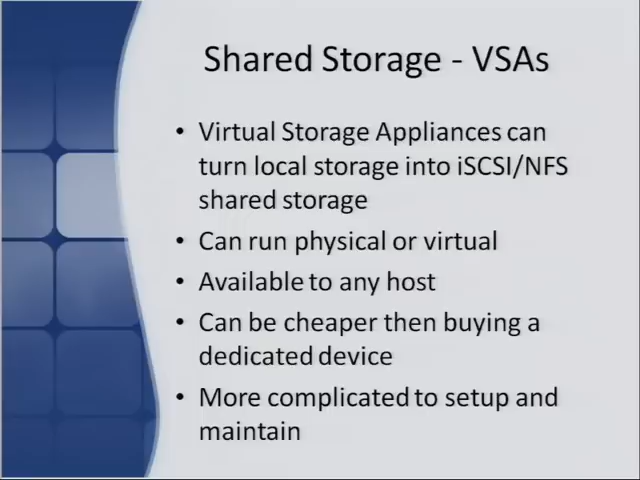 Shared Storage - VSAs
• Virtual Storage Appliances can
turn local storage into iSCSI/NFS
shared storage
• Can run physical or virtual
• Available to any host
• Can be cheaper then buying a
dedicated device
• More complicated to setup and
maintain